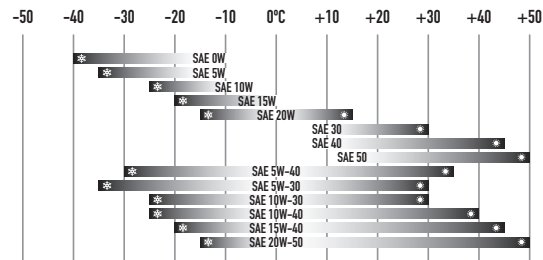 −50 −40 −30 −20 −10 0°C +10 +20 +30 +40 +50
SAE 0W
SAE 5W
SAE 10W
SAE 15W
SAE 20W
SAE 30
SAE 40
SAE 50
SAE 5W–40
SAE 5W–30
SAE 10W–30
SAE 10W–40
SAE 15W–40
SAE 20W–50